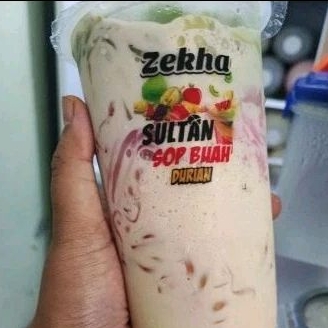 Zekha
SULTAN
SOP BUAH
DURIAN